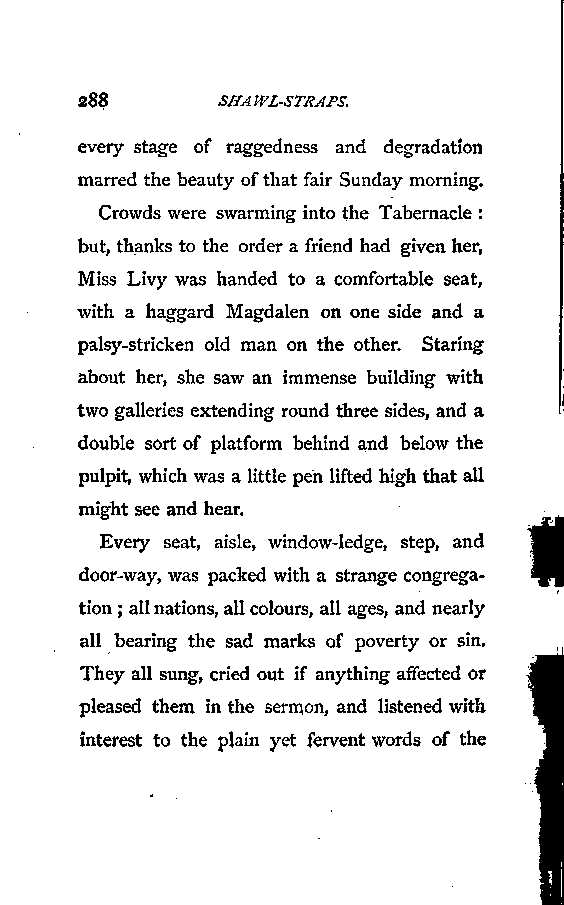 288 SHAWL-STRAPS.
every stage of raggedness and degradation
marred the beauty of that fair Sunday morning.
Crowds were swarming into the Tabernacle :
but, thanks to the order a friend had given her,
Miss Livy was handed to a comfortable seat,
with a haggard Magdalen on one side and a
palsy-stricken old man on the other. Staring
about her, she saw an immense building with
two galleries extending round three sides, and a
double sort of platform behind and below the
pulpit, which was a little pen lifted high that all
might see and hear.
Every seat, aisle, window-ledge, step, and
door-way, was packed with a strange congrega-
tion ; all nations, all colours, all ages, and nearly
all bearing the sad marks of poverty or sin.
They all sung, cried out if anything affected or
pleased them in the sermon, and listened with
interest to the plain yet fervent words of the